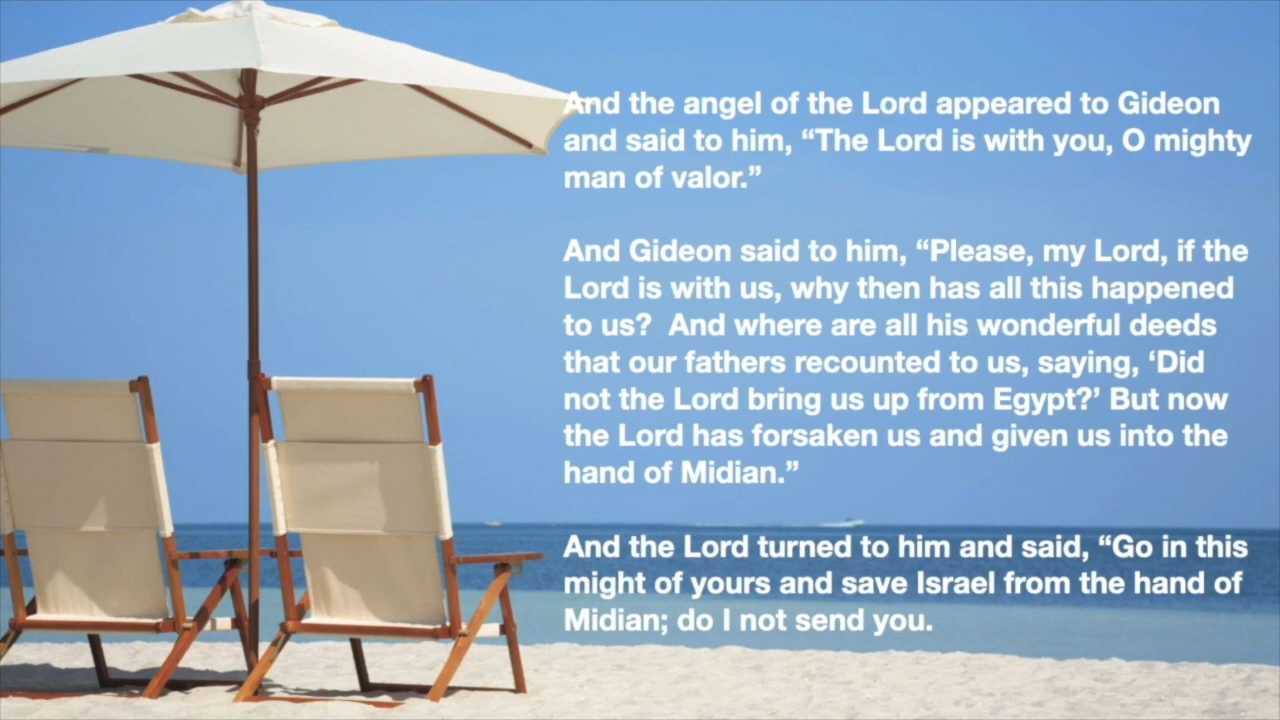 And the angel of the Lord appeared to Gideon
and said to him, “The Lord is with you, O mighty
man of valor.”
And Gideon said to him, “Please, my Lord, if the
Lord is with us, why then has all this happened
to us?  And where are all his wonderful deeds
that our fathers recounted to us, saying, ‘Did
not the Lord bring us up from Egypt?’ But now
the Lord has forsaken us and given us into the
hand of Midian.”
And the Lord turned to him and said, “Go in this
might of yours and save Israel from the hand of
Midian; do I not send you.